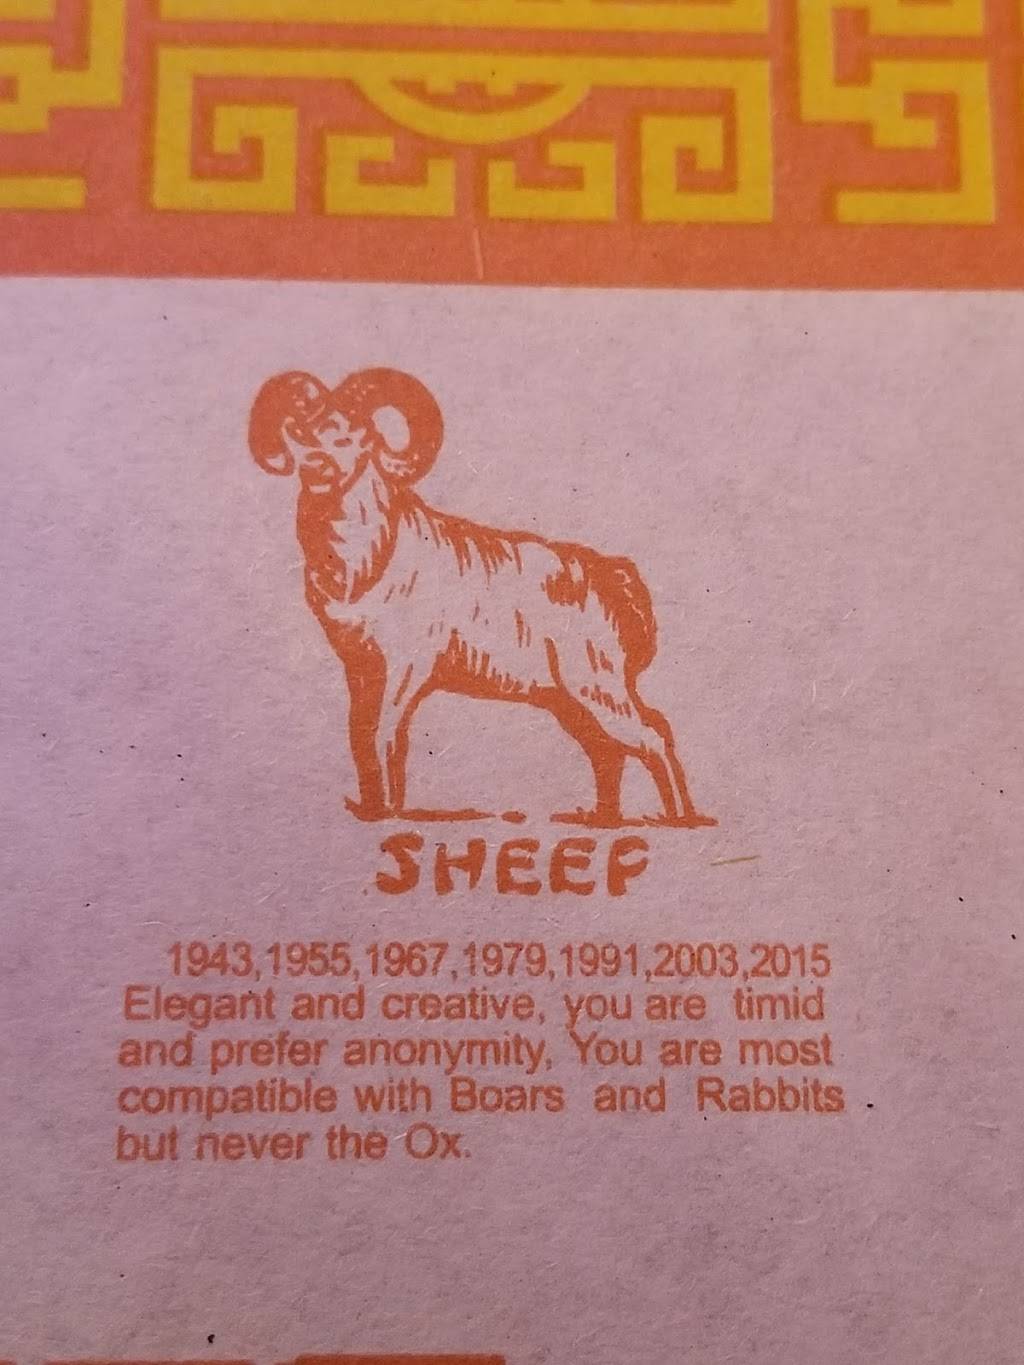 SHEEP
1943,1955,1967,1979,1991,2003,2015
Elegant and creative, you are timid
and prefer anonymity, You are most
compatible with Boars and Rabbits
but never the Ox.